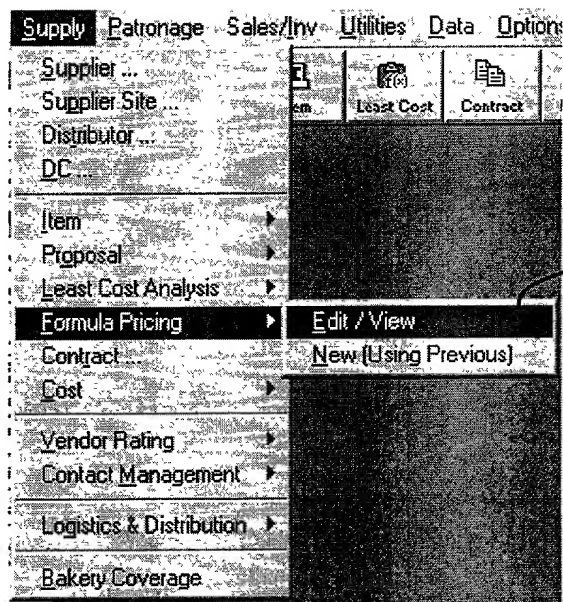 Supply Patronage Sales/Inv Utilities Data Options
Supplier ...
Supplier Site ...
Distributor ...
DC ...
Least Cost
Contract
Item
Proposal
Least Cost Analysis
Formula Pricing
Edit / View
New (Using Previous)
Contract ...
Cost
Vendor Rating
Contact Management
Logistics & Distribution
Bakery Coverage